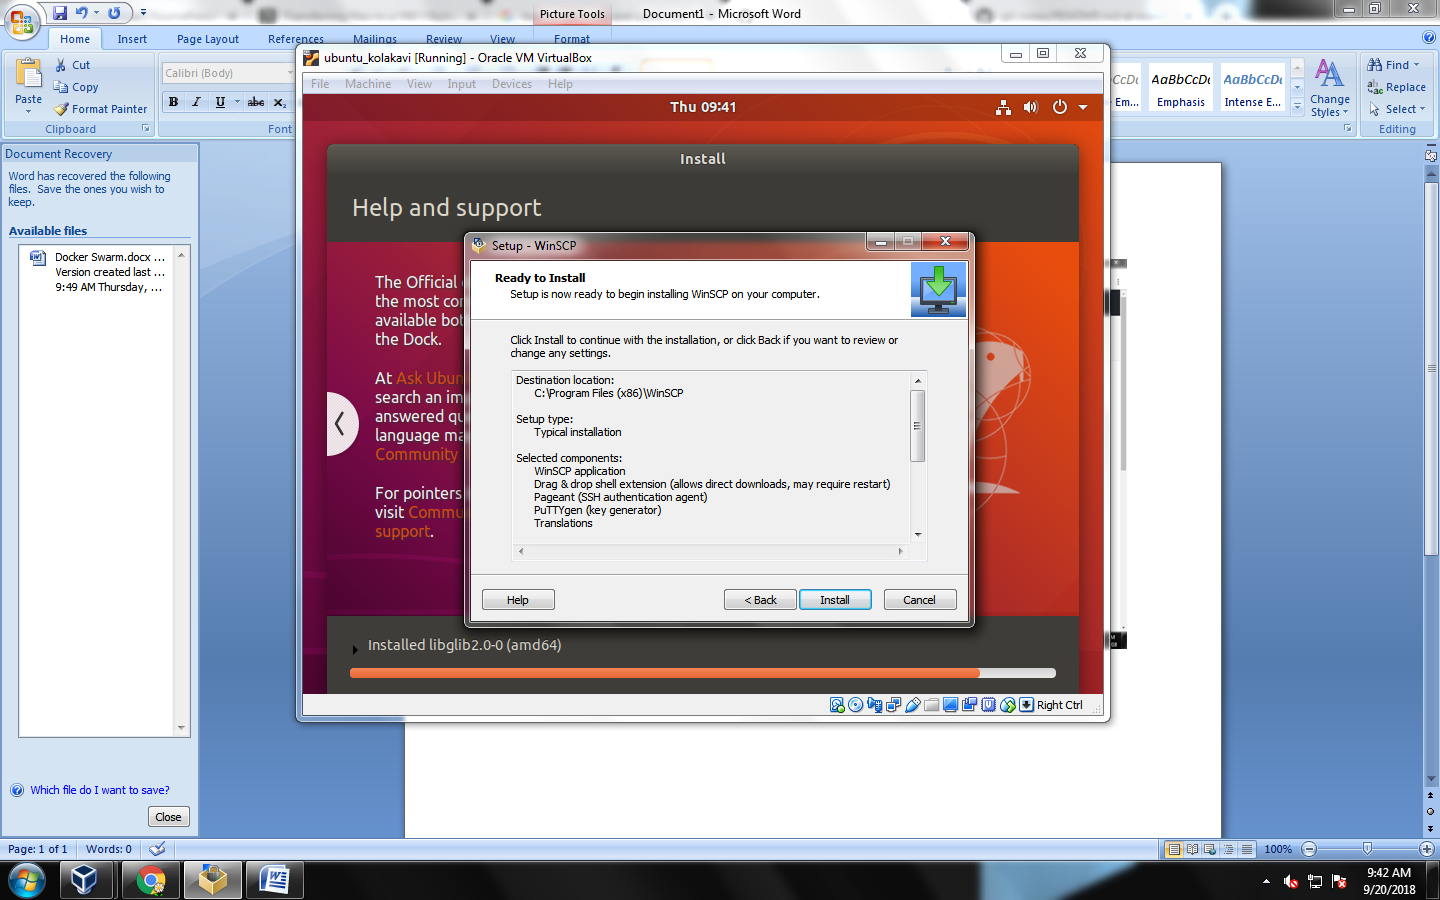 Picture Tools
Document1 - Microsoft Word
Home
Insert
Page Layout
References
Mailings
Review
View
Format
Paste
Cut
Copy
Format Painter
Clipboard
Calibri (Body)
B I U abc x₂
Font
AaBbCcDc
AaBbCcDc
Em...
Emphasis
Intense E...
Change
Styles
Find
Replace
Select
Editing
Document Recovery
Word has recovered the following
files. Save the ones you wish to
keep.
Available files
Docker Swarm.docx ...
Version created last ...
9:49 AM Thursday, ...
Which file do I want to save?
Close
ubuntu_kolakavi [Running] - Oracle VM VirtualBox
File Machine View Input Devices Help
Thu 09:41
Install
Help and support
The Official
the most
available
the Dock.
At Ask
search an
answered
language
Community
For pointers
visit
support.
Setup - WinSCP
Ready to Install
Setup is now ready to begin installing WinSCP on your computer.
Click Install to continue with the installation, or click Back if you want to review or
change any settings.
Destination location:
C:\Program Files (x86)\WinSCP
Setup type:
Typical installation
Selected components:
WinSCP application
Drag & drop shell extension (allows direct downloads, may require restart)
Pageant (SSH authentication agent)
PuTTYgen (key generator)
Translations
Help
< Back
Install
Cancel
Installed libglib2.0-0 (amd64)
Right Ctrl
Page: 1 of 1
Words: 0
100%
9:42 AM
9/20/2018